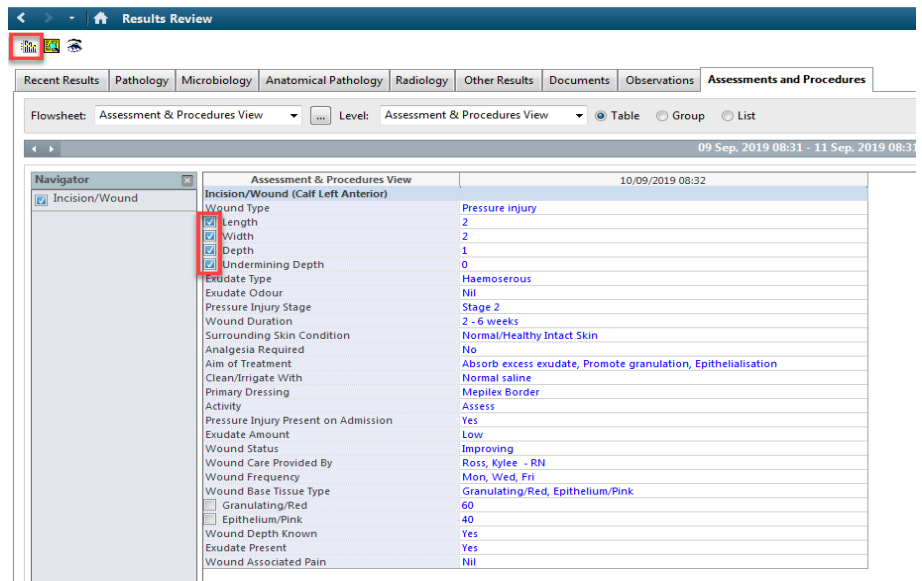 Results Review
Recent Results Pathology Microbiology Anatomical Pathology Radiology Other Results Documents Observations Assessments and Procedures
Flowsheet: Assessment & Procedures View ... Level: Assessment & Procedures View Table Group List
09 Sep, 2019 08:31 - 11 Sep, 2019 08:31
Navigator
Incision/Wound
Assessment & Procedures View 10/09/2019 08:32
Incision/Wound (Calf Left Anterior)
Wound Type Pressure injury
Length 2
Width 2
Depth 1
Undermining Depth 0
Exudate Type Haemoserous
Exudate Odour Nil
Pressure Injury Stage Stage 2
Wound Duration 2 - 6 weeks
Surrounding Skin Condition Normal/Healthy Intact Skin
Analgesia Required No
Aim of Treatment Absorb excess exudate, Promote granulation, Epithelialisation
Clean/Irrigate With Normal saline
Primary Dressing Mepilex Border
Activity Assess
Pressure Injury Present on Admission Yes
Exudate Amount Low
Wound Status Improving
Wound Care Provided By Ross, Kylee - RN
Wound Frequency Mon, Wed, Fri
Wound Base Tissue Type Granulating/Red, Epithelium/Pink
Granulating/Red 60
Epithelium/Pink 40
Wound Depth Known Yes
Exudate Present Yes
Wound Associated Pain Nil